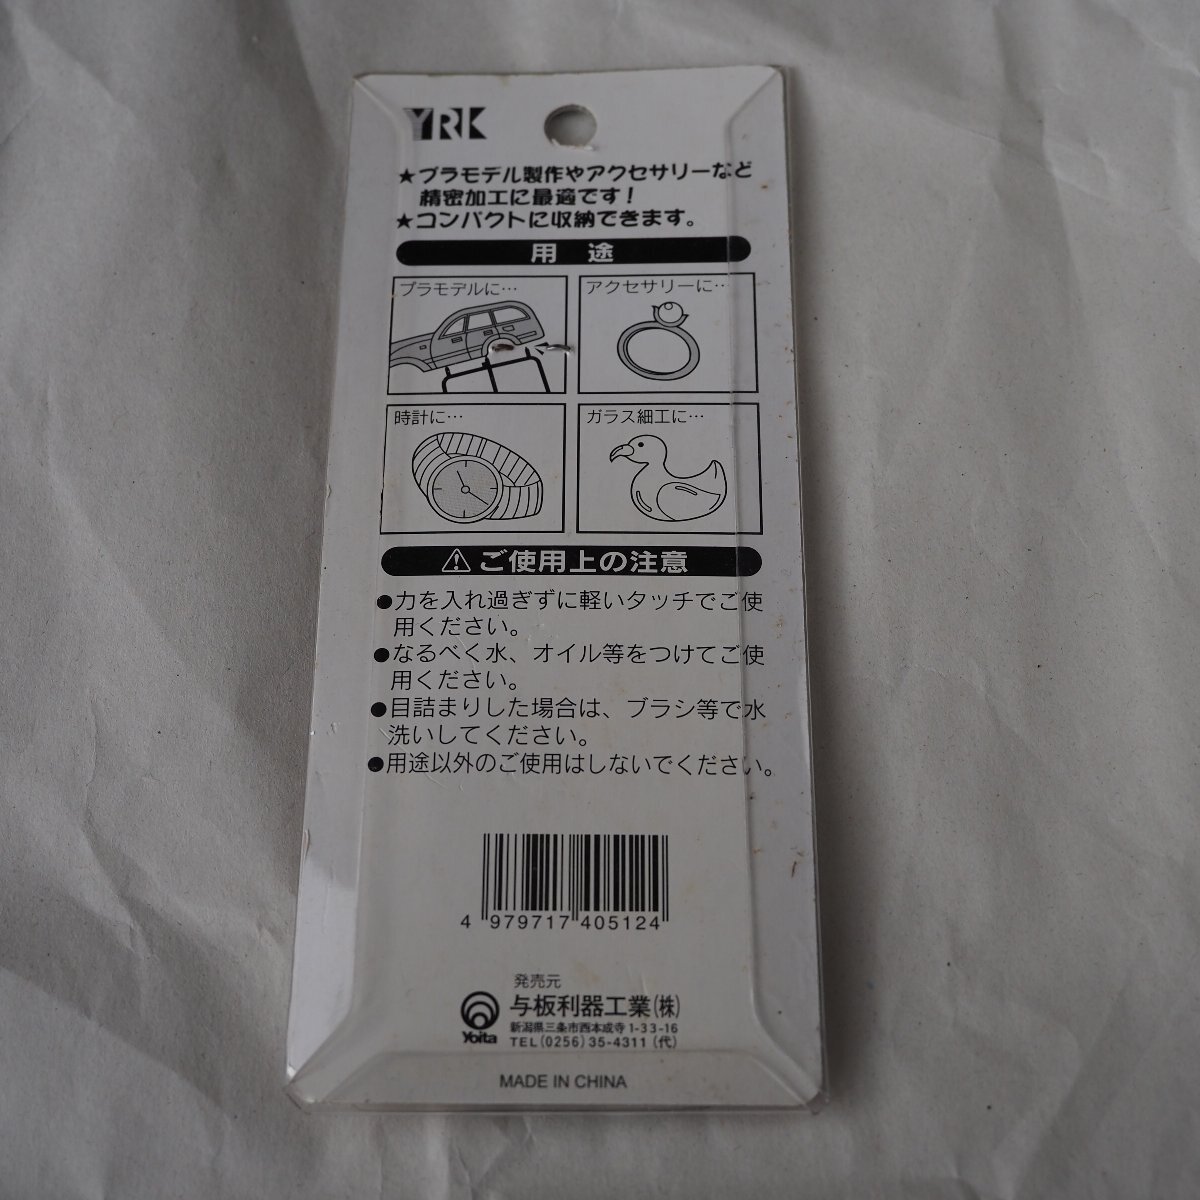 YRK
★プラモデル製作やアクセサリーなど
精密加工に最適です!
★コンパクトに収納できます。
用途
プラモデルに…
アクセサリーに…
時計に…
ガラス細工に…
⚠ご使用上の注意
●力を入れ過ぎずに軽いタッチでご使
用ください。
●なるべく水、オイル等をつけてご使
用ください。
●目詰まりした場合は、ブラシ等で水
洗いしてください。
●用途以外のご使用はしないでください。
4 979717 405124
発売元
与板利器工業(株)
新潟県三条市西本成寺1-33-16
Yoita
TEL(0256)35-4311(代)
MADE IN CHINA